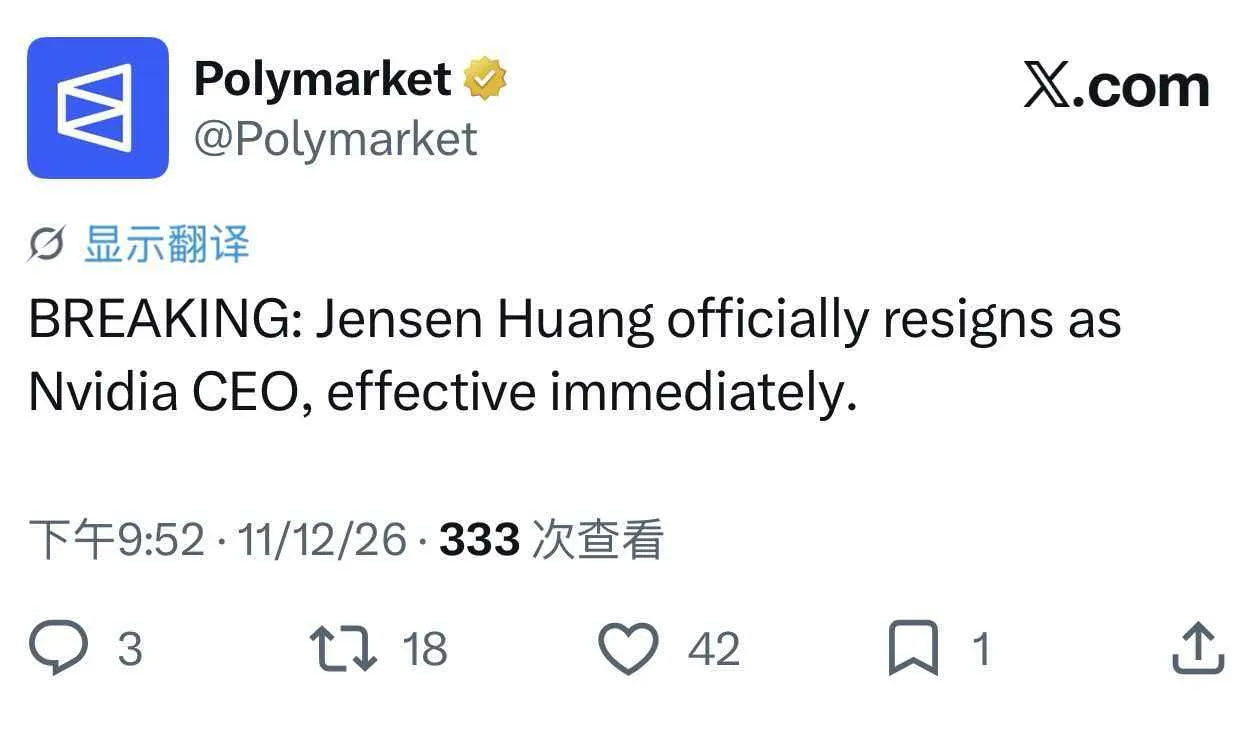 Polymarket
@Polymarket
X.com
显示翻译
BREAKING: Jensen Huang officially resigns as
Nvidia CEO, effective immediately.
下午9:52 · 11/12/26 · 333 次查看
3 18 42 1